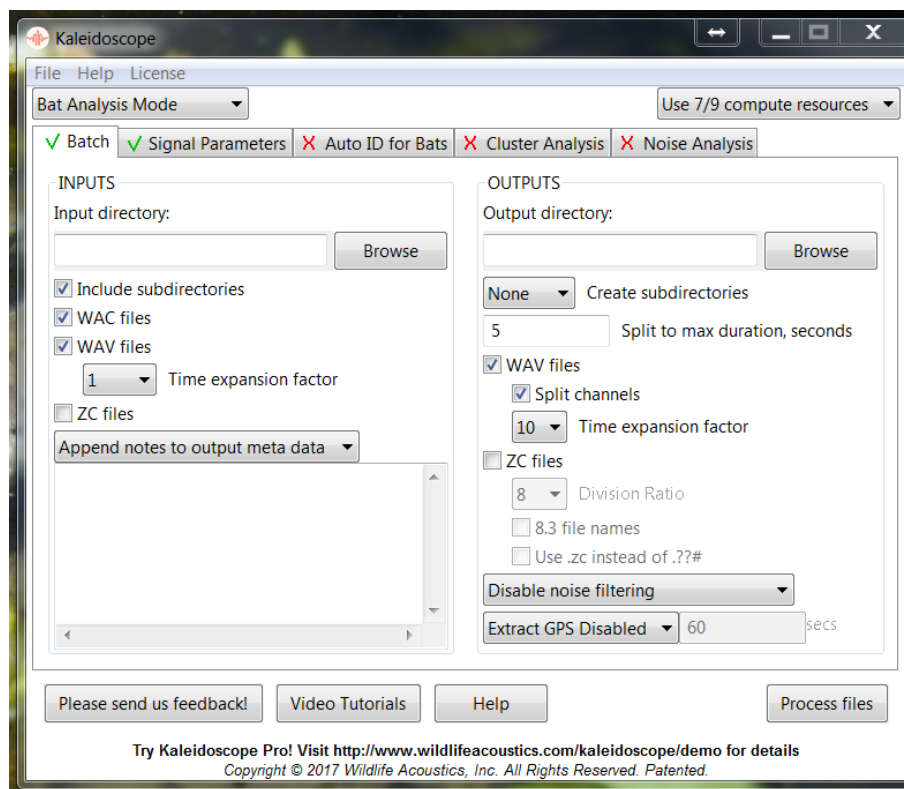 Kaleidoscope
File Help License
Bat Analysis Mode
Use 7/9 compute resources
Batch
Signal Parameters
Auto ID for Bats
Cluster Analysis
Noise Analysis
INPUTS
Input directory:
Browse
Include subdirectories
WAC files
WAV files
1 Time expansion factor
ZC files
Append notes to output meta data
OUTPUTS
Output directory:
Browse
None Create subdirectories
5 Split to max duration, seconds
WAV files
Split channels
10 Time expansion factor
ZC files
8 Division Ratio
8.3 file names
Use .zc instead of .??#
Disable noise filtering
Extract GPS Disabled 60 secs
Please send us feedback!
Video Tutorials
Help
Process files
Try Kaleidoscope Pro! Visit http://www.wildlifeacoustics.com/kaleidoscope/demo for details
Copyright © 2017 Wildlife Acoustics, Inc. All Rights Reserved. Patented.